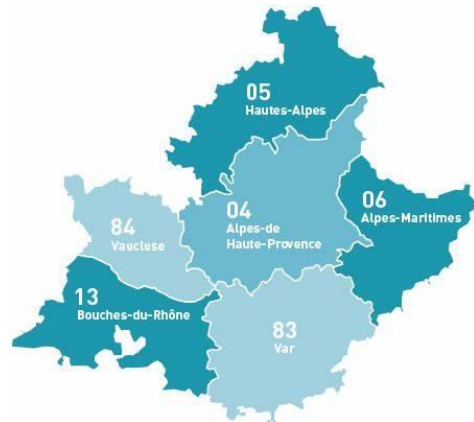 05
Hautes-Alpes
06
Alpes-Maritimes
04
Alpes-de
Haute-Provence
84
Vaucluse
13
Bouches-du-Rhône
83
Var